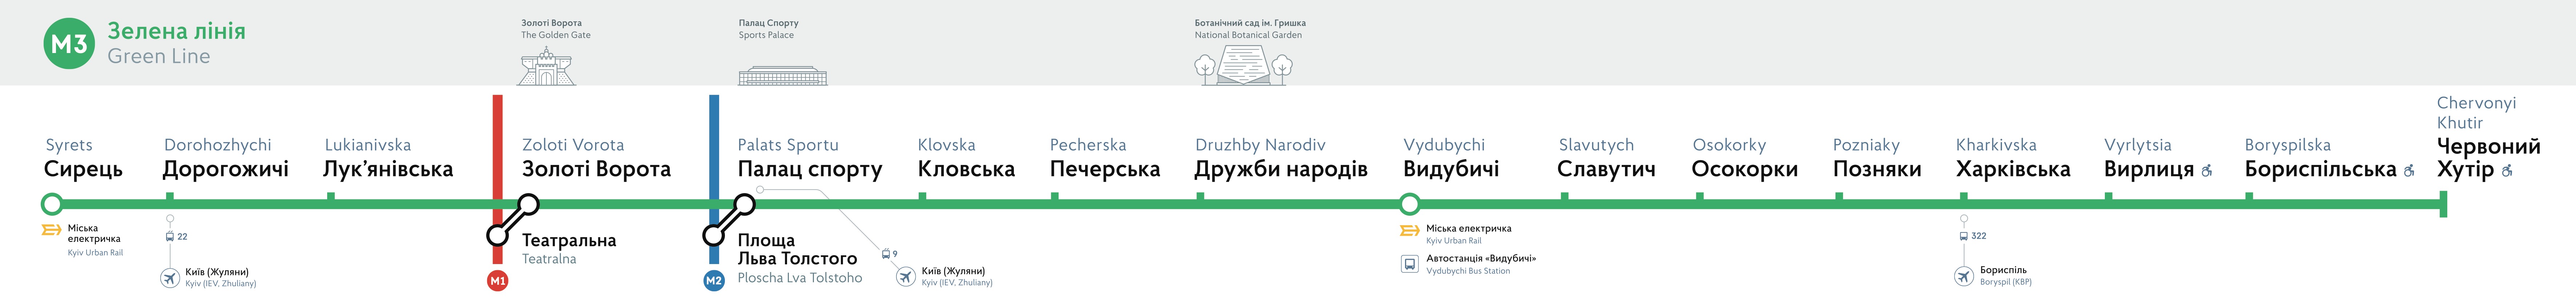 M3
Зелена лінія
Green Line
Золоті Ворота
The Golden Gate
Палац Спорту
Sports Palace
Ботанічний сад ім. Гришка
National Botanical Garden
Syrets
Сирець
Dorohozhychi
Дорогожичі
Lukianivska
Лук’янівська
Zoloti Vorota
Золоті Ворота
Palats Sportu
Палац спорту
Klovska
Кловська
Pecherska
Печерська
Druzhby Narodiv
Дружби народів
Vydubychi
Видубичі
Slavutych
Славутич
Osokorky
Осокорки
Pozniaky
Позняки
Kharkivska
Харківська
Vyrlytsia
Вирлиця
Boryspilska
Бориспільська
Chervonyi
Khutir
Червоний
Хутір
Міська
електричка
Kyiv Urban Rail
22
Київ (Жуляни)
Kyiv (IEV, Zhuliany)
Театральна
Teatralna
M1
Площа
Льва Толстого
Ploscha Lva Tolstoho
M2
9
Київ (Жуляни)
Kyiv (IEV, Zhuliany)
Міська електричка
Kyiv Urban Rail
Автостанція «Видубичі»
Vydubychi Bus Station
322
Бориспіль
Boryspil (KBP)